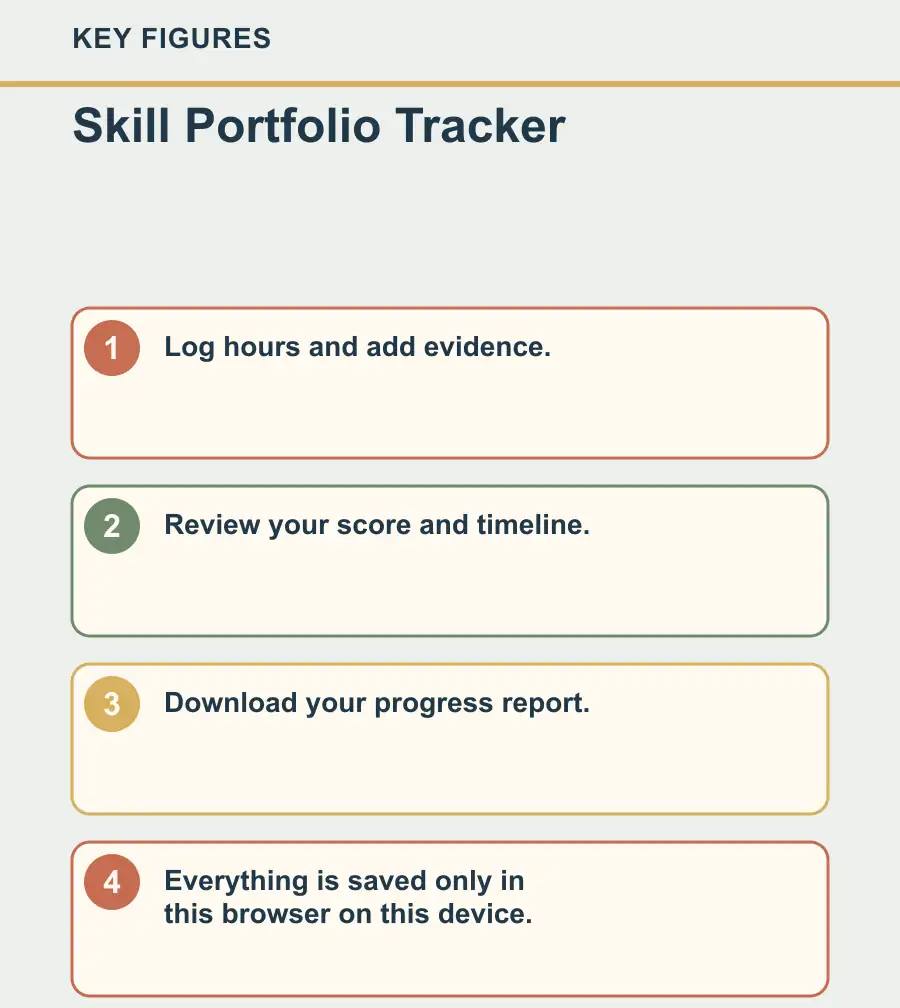 KEY FIGURES
Skill Portfolio Tracker
1 Log hours and add evidence.
2 Review your score and timeline.
3 Download your progress report.
4 Everything is saved only in
this browser on this device.